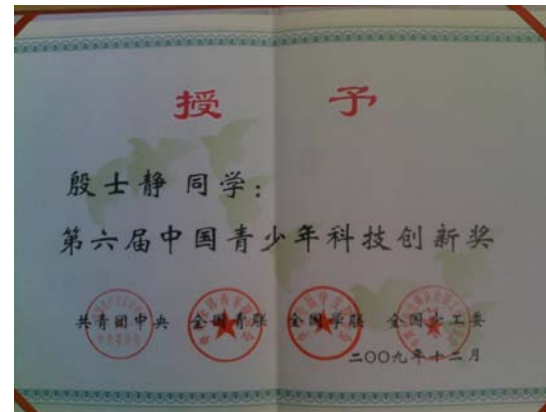 授 予
殷士静 同学：
第六届中国青少年科技创新奖
共青团中央 全国青联 全国学联 全国少工委
二〇〇九年十二月